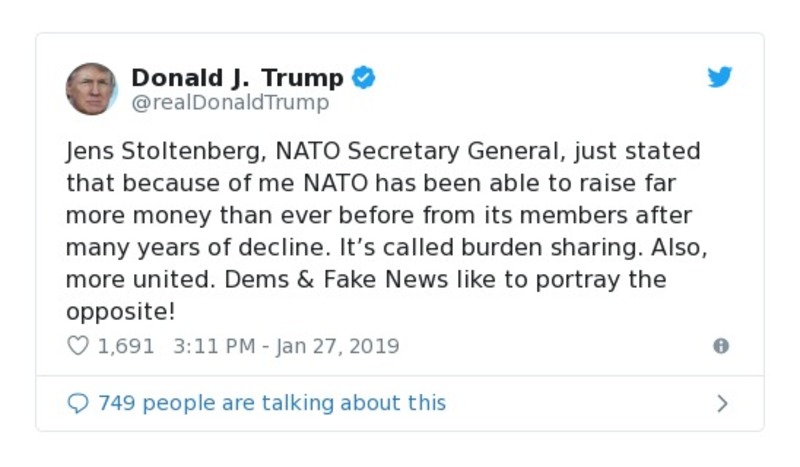 Donald J. Trump
@realDonaldTrump
Jens Stoltenberg, NATO Secretary General, just stated
that because of me NATO has been able to raise far
more money than ever before from its members after
many years of decline. It’s called burden sharing. Also,
more united. Dems & Fake News like to portray the
opposite!
1,691 3:11 PM - Jan 27, 2019
749 people are talking about this